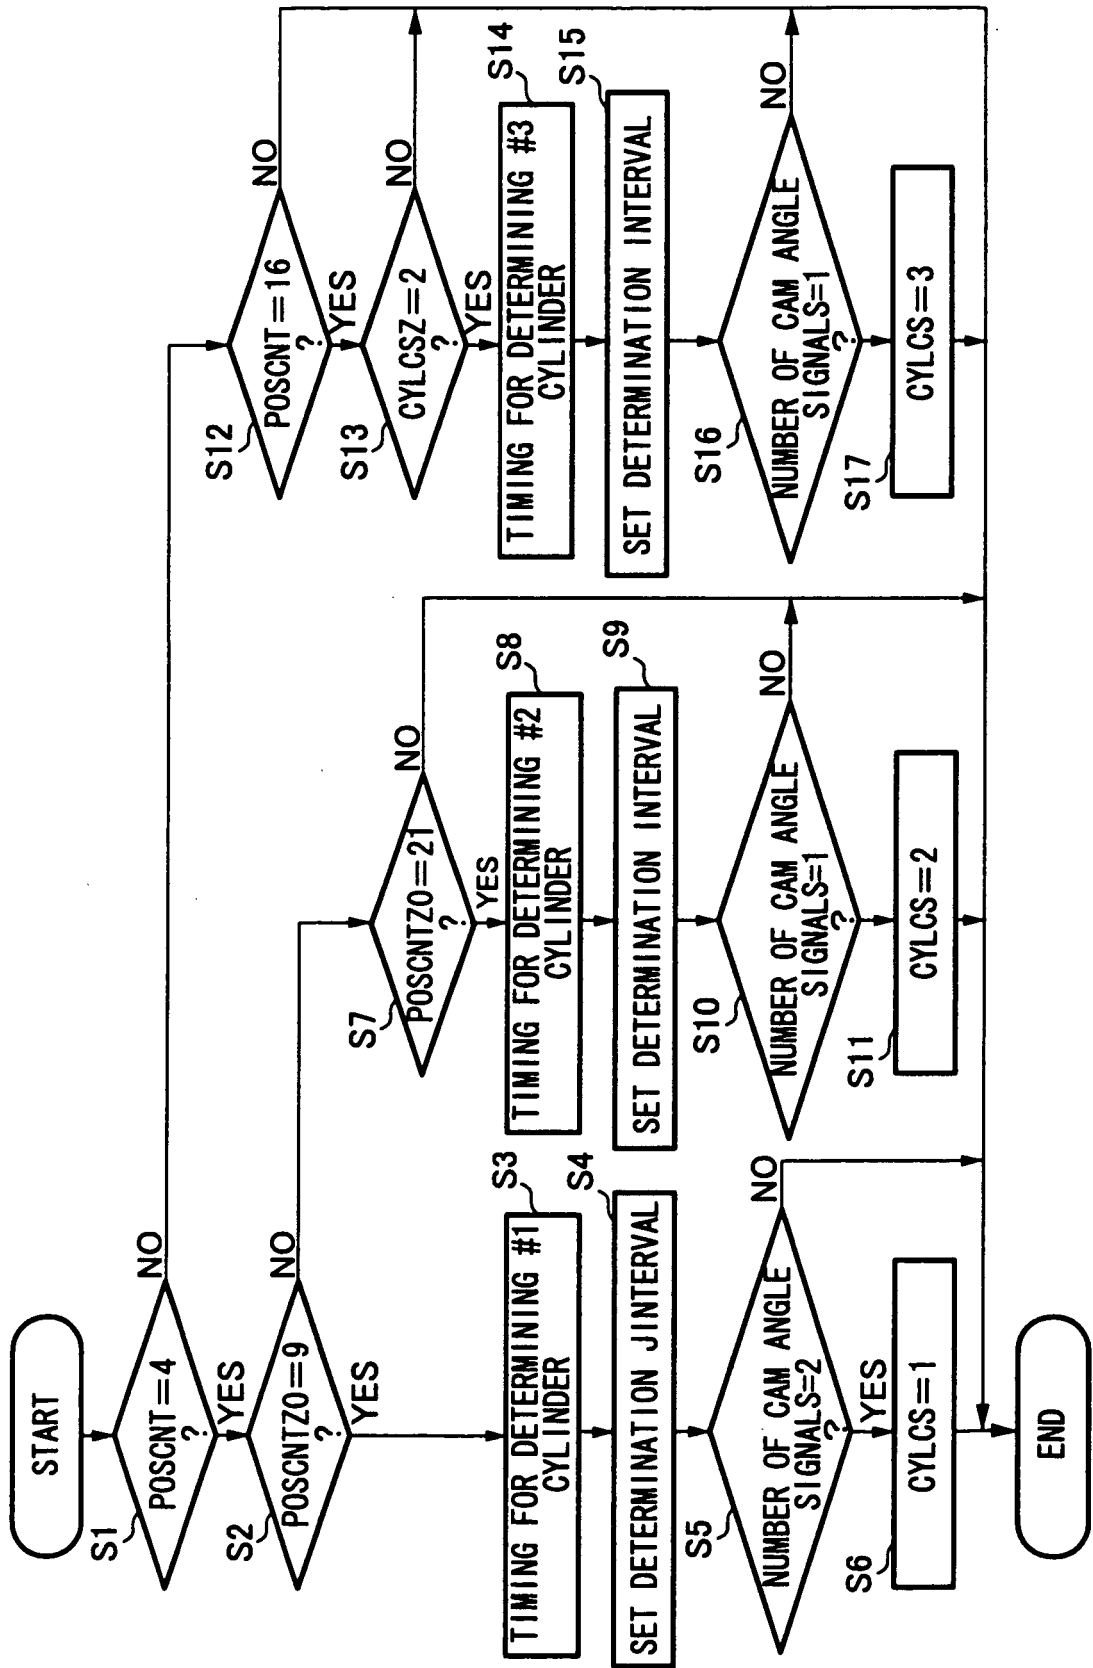 START
S1
POSCNT=4
?
NO
YES
S2
POSCNTZO=9
?
NO
YES
S3
TIMING FOR DETERMINING #1
CYLINDER
S4
SET DETERMINATION JINTERVAL
S5
NUMBER OF CAM ANGLE
SIGNALS=2
?
NO
YES
S6
CYLCS=1
END
S7
POSCNTZO=21
?
NO
YES
S8
TIMING FOR DETERMINING #2
CYLINDER
S9
SET DETERMINATION INTERVAL
S10
NUMBER OF CAM ANGLE
SIGNALS=1
?
NO
S11
CYLCS=2
S12
POSCNT=16
?
NO
YES
S13
CYLCSZ=2
?
NO
YES
S14
TIMING FOR DETERMINING #3
CYLINDER
S15
SET DETERMINATION INTERVAL
S16
NUMBER OF CAM ANGLE
SIGNALS=1
?
NO
S17
CYLCS=3